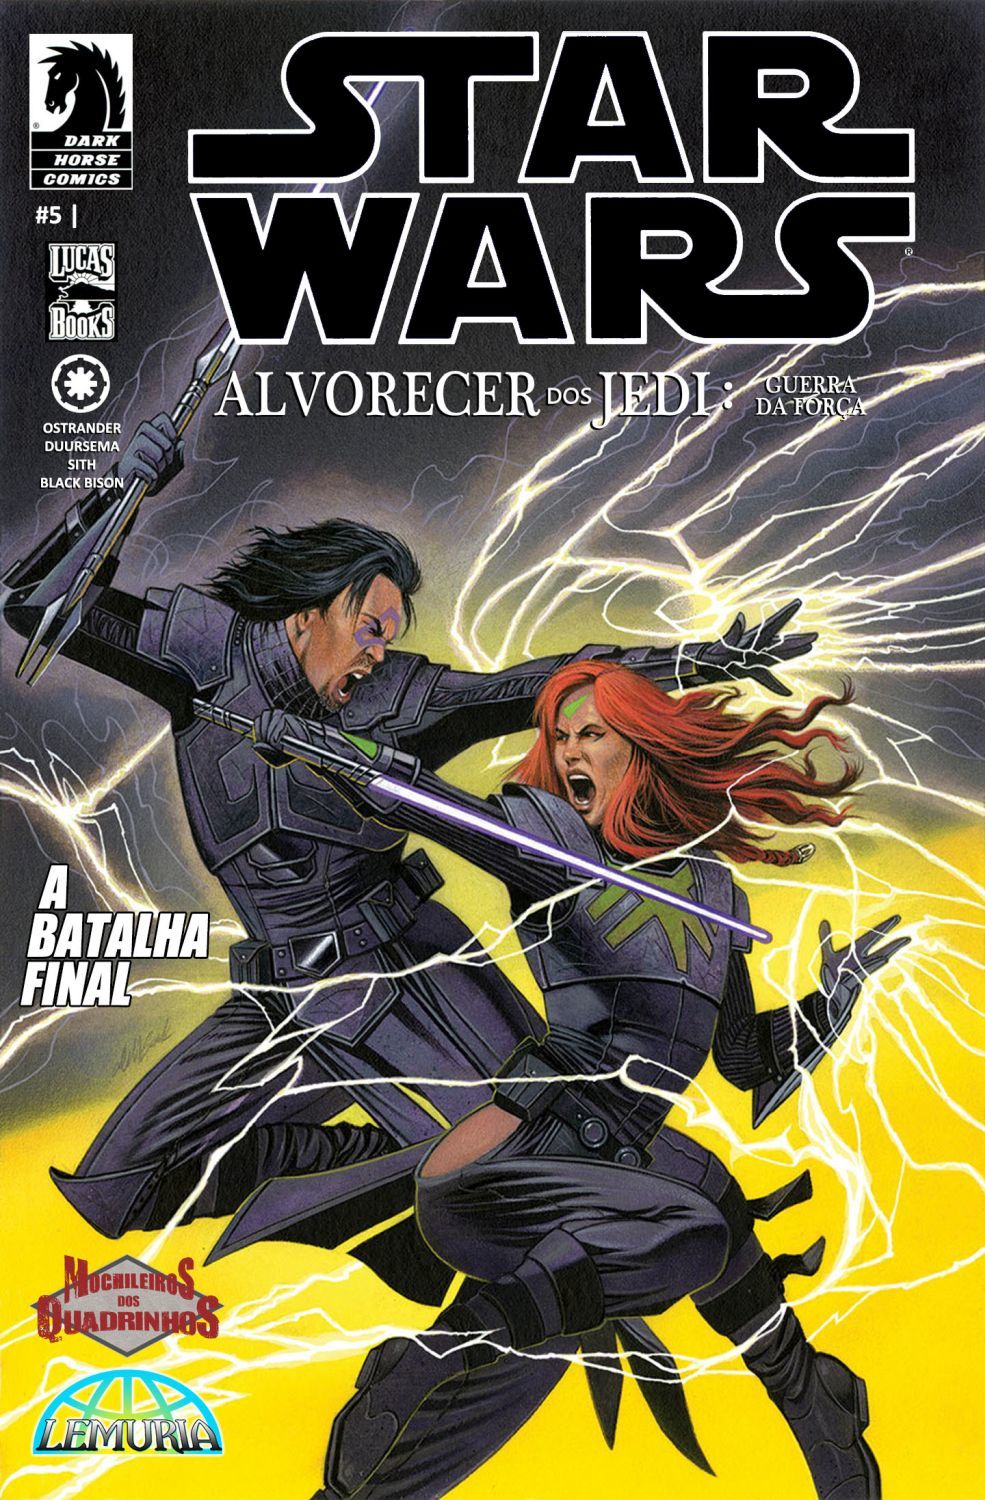 STAR
WARS
®
DARK
HORSE
COMICS
®
#5 |
LUCAS
BOOKS
OSTRANDER
DUURSEMA
SITH
BLACK BISON
ALVORECER DOS JEDI: GUERRA
DA FORÇA
A
BATALHA
FINAL
MOCHILEIROS
DOS
QUADRINHOS
LEMURIA